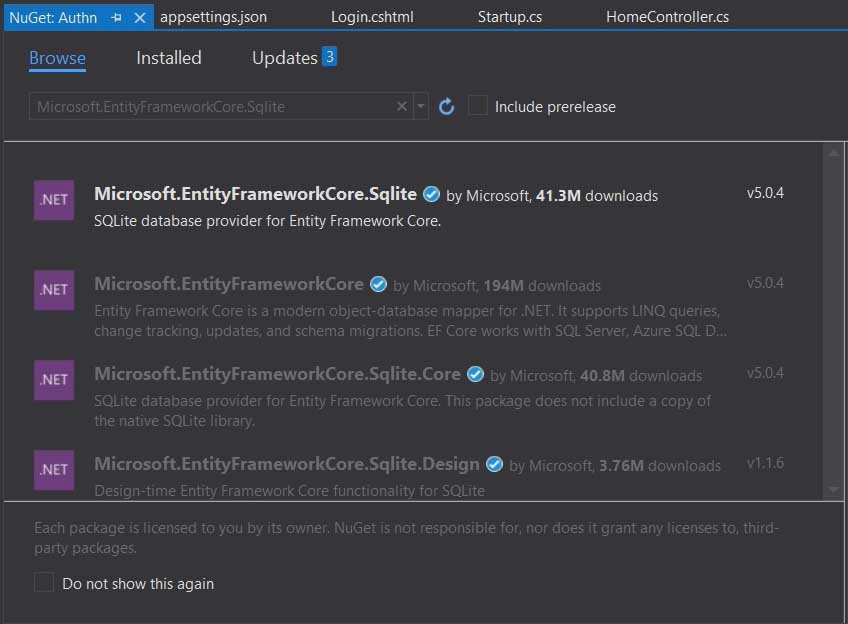 NuGet: Authn appsettings.json Login.cshtml Startup.cs HomeController.cs
Browse Installed Updates 3
Microsoft.EntityFrameworkCore.Sqlite Include prerelease
.NET Microsoft.EntityFrameworkCore.Sqlite by Microsoft, 41.3M downloads v5.0.4
SQLite database provider for Entity Framework Core.
.NET Microsoft.EntityFrameworkCore by Microsoft, 194M downloads v5.0.4
Entity Framework Core is a modern object-database mapper for .NET. It supports LINQ queries,
change tracking, updates, and schema migrations. EF Core works with SQL Server, Azure SQL D...
.NET Microsoft.EntityFrameworkCore.Sqlite.Core by Microsoft, 40.8M downloads v5.0.4
SQLite database provider for Entity Framework Core. This package does not include a copy of
the native SQLite library.
.NET Microsoft.EntityFrameworkCore.Sqlite.Design by Microsoft, 3.76M downloads v1.1.6
Design-time Entity Framework Core functionality for SQLite
Each package is licensed to you by its owner. NuGet is not responsible for, nor does it grant any licenses to, third-
party packages.
Do not show this again